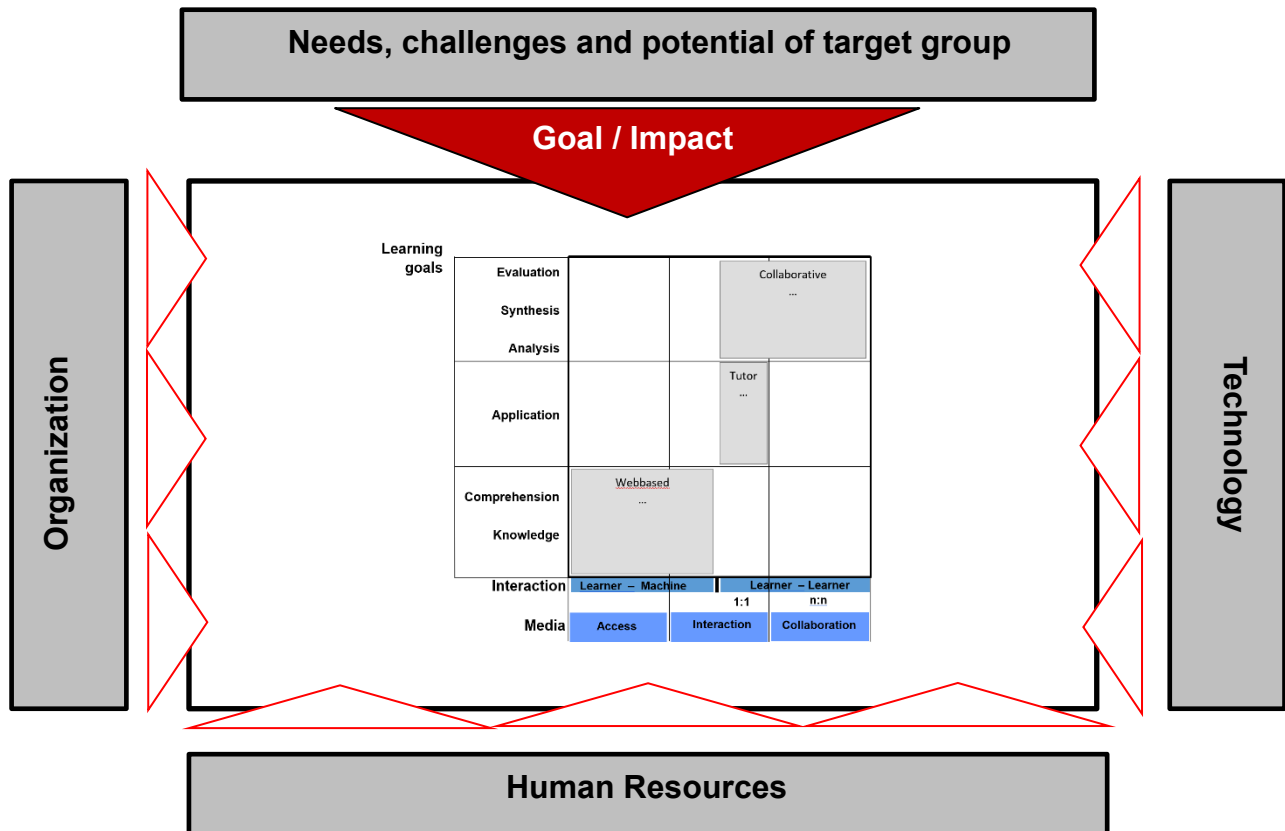 Needs, challenges and potential of target group
Goal / Impact
Organization
Technology
Learning
goals
Evaluation
Synthesis
Analysis
Collaborative
...
Application
Tutor
...
Comprehension
Knowledge
Webbased
...
Interaction
Learner – Machine
Learner – Learner
1:1
n:n
Media
Access
Interaction
Collaboration
Human Resources